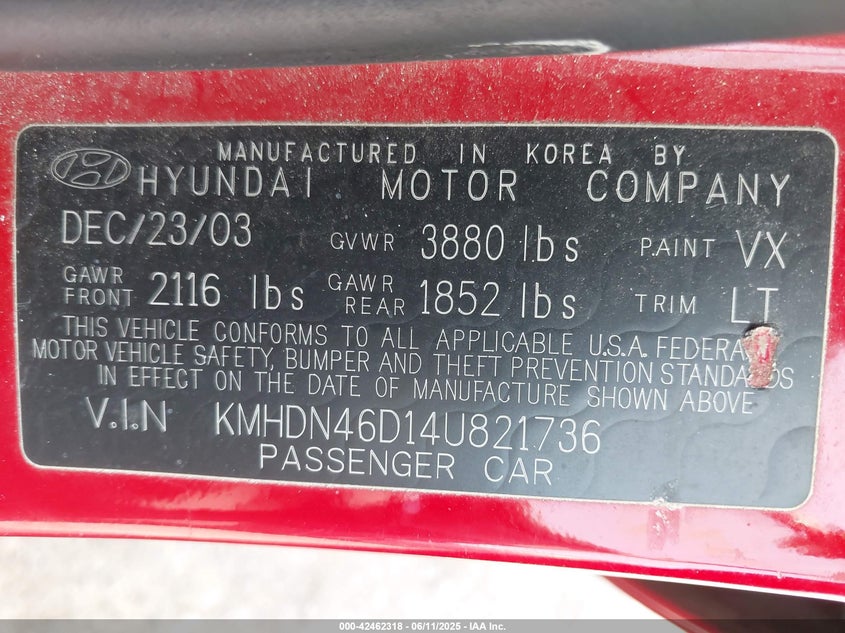 MANUFACTURED IN KOREA BY
HYUNDAI MOTOR COMPANY
DEC/23/03 GVWR 3880 lbs PAINT VX
GAWR FRONT 2116 lbs GAWR REAR 1852 lbs TRIM LT
THIS VEHICLE CONFORMS TO ALL APPLICABLE U.S.A. FEDERAL
MOTOR VEHICLE SAFETY, BUMPER AND THEFT PREVENTION STANDARDS
IN EFFECT ON THE DATE OF MANUFACTURE SHOWN ABOVE
V.I.N KMHDN46D14U821736
PASSENGER CAR
000-42462318 - 06/11/2025 - IAA Inc.